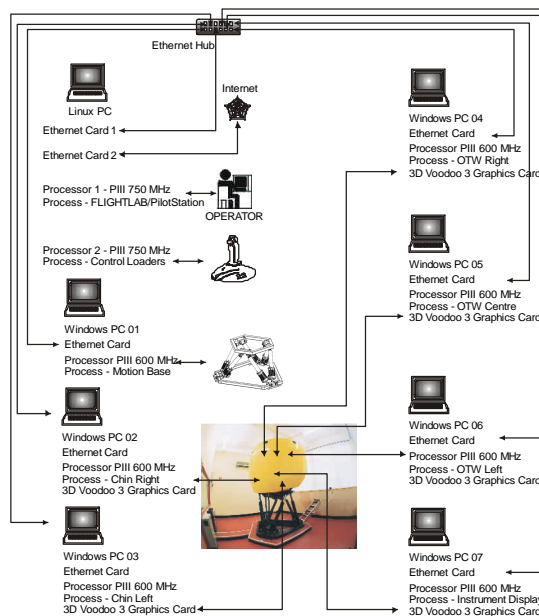 Ethernet Hub
Linux PC
Ethernet Card 1
Ethernet Card 2
Internet
Processor 1 - PIII 750 MHz
Process - FLIGHTLAB/PilotStation
OPERATOR
Processor 2 - PIII 750 MHz
Process - Control Loaders
Windows PC 01
Ethernet Card
Processor PIII 600 MHz
Process - Motion Base
Windows PC 02
Ethernet Card
Processor PIII 600 MHz
Process - Chin Right
3D Voodoo 3 Graphics Card
Windows PC 03
Ethernet Card
Processor PIII 600 MHz
Process - Chin Left
3D Voodoo 3 Graphics Card
Windows PC 04
Ethernet Card
Processor PIII 600 MHz
Process - OTW Right
3D Voodoo 3 Graphics Card
Windows PC 05
Ethernet Card
Processor PIII 600 MHz
Process - OTW Centre
3D Voodoo 3 Graphics Card
Windows PC 06
Ethernet Card
Processor PIII 600 MHz
Process - OTW Left
3D Voodoo 3 Graphics Card
Windows PC 07
Ethernet Card
Processor PIII 600 MHz
Process - Instrument Display
3D Voodoo 3 Graphics Card